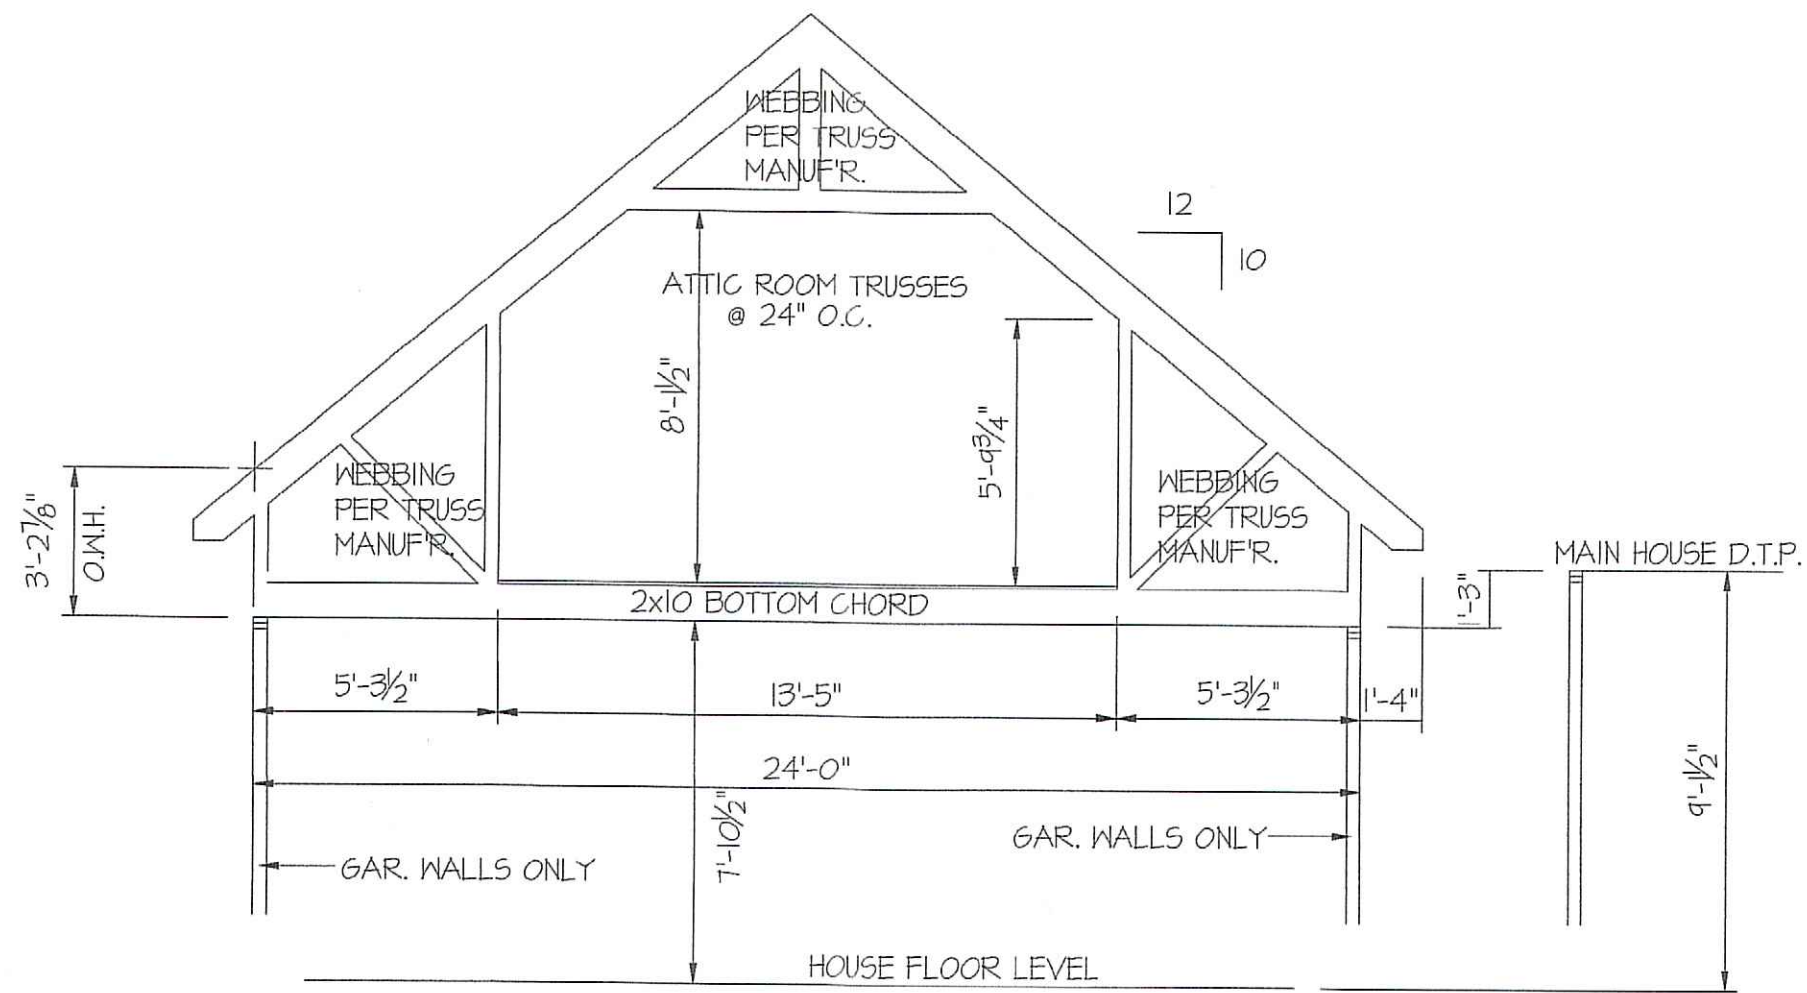 WEBBING
PER TRUSS
MANUF'R.
12
10
ATTIC ROOM TRUSSES
@ 24" O.C.
8'-1½"
5'-9¾"
3'-2⅞"
O.M.H.
WEBBING
PER TRUSS
MANUF'R.
WEBBING
PER TRUSS
MANUF'R.
MAIN HOUSE D.T.P.
1'-3"
2x10 BOTTOM CHORD
5'-3½"
13'-5"
5'-3½"
1'-4"
24'-0"
7'-10½"
9'-1½"
GAR. WALLS ONLY
GAR. WALLS ONLY
HOUSE FLOOR LEVEL